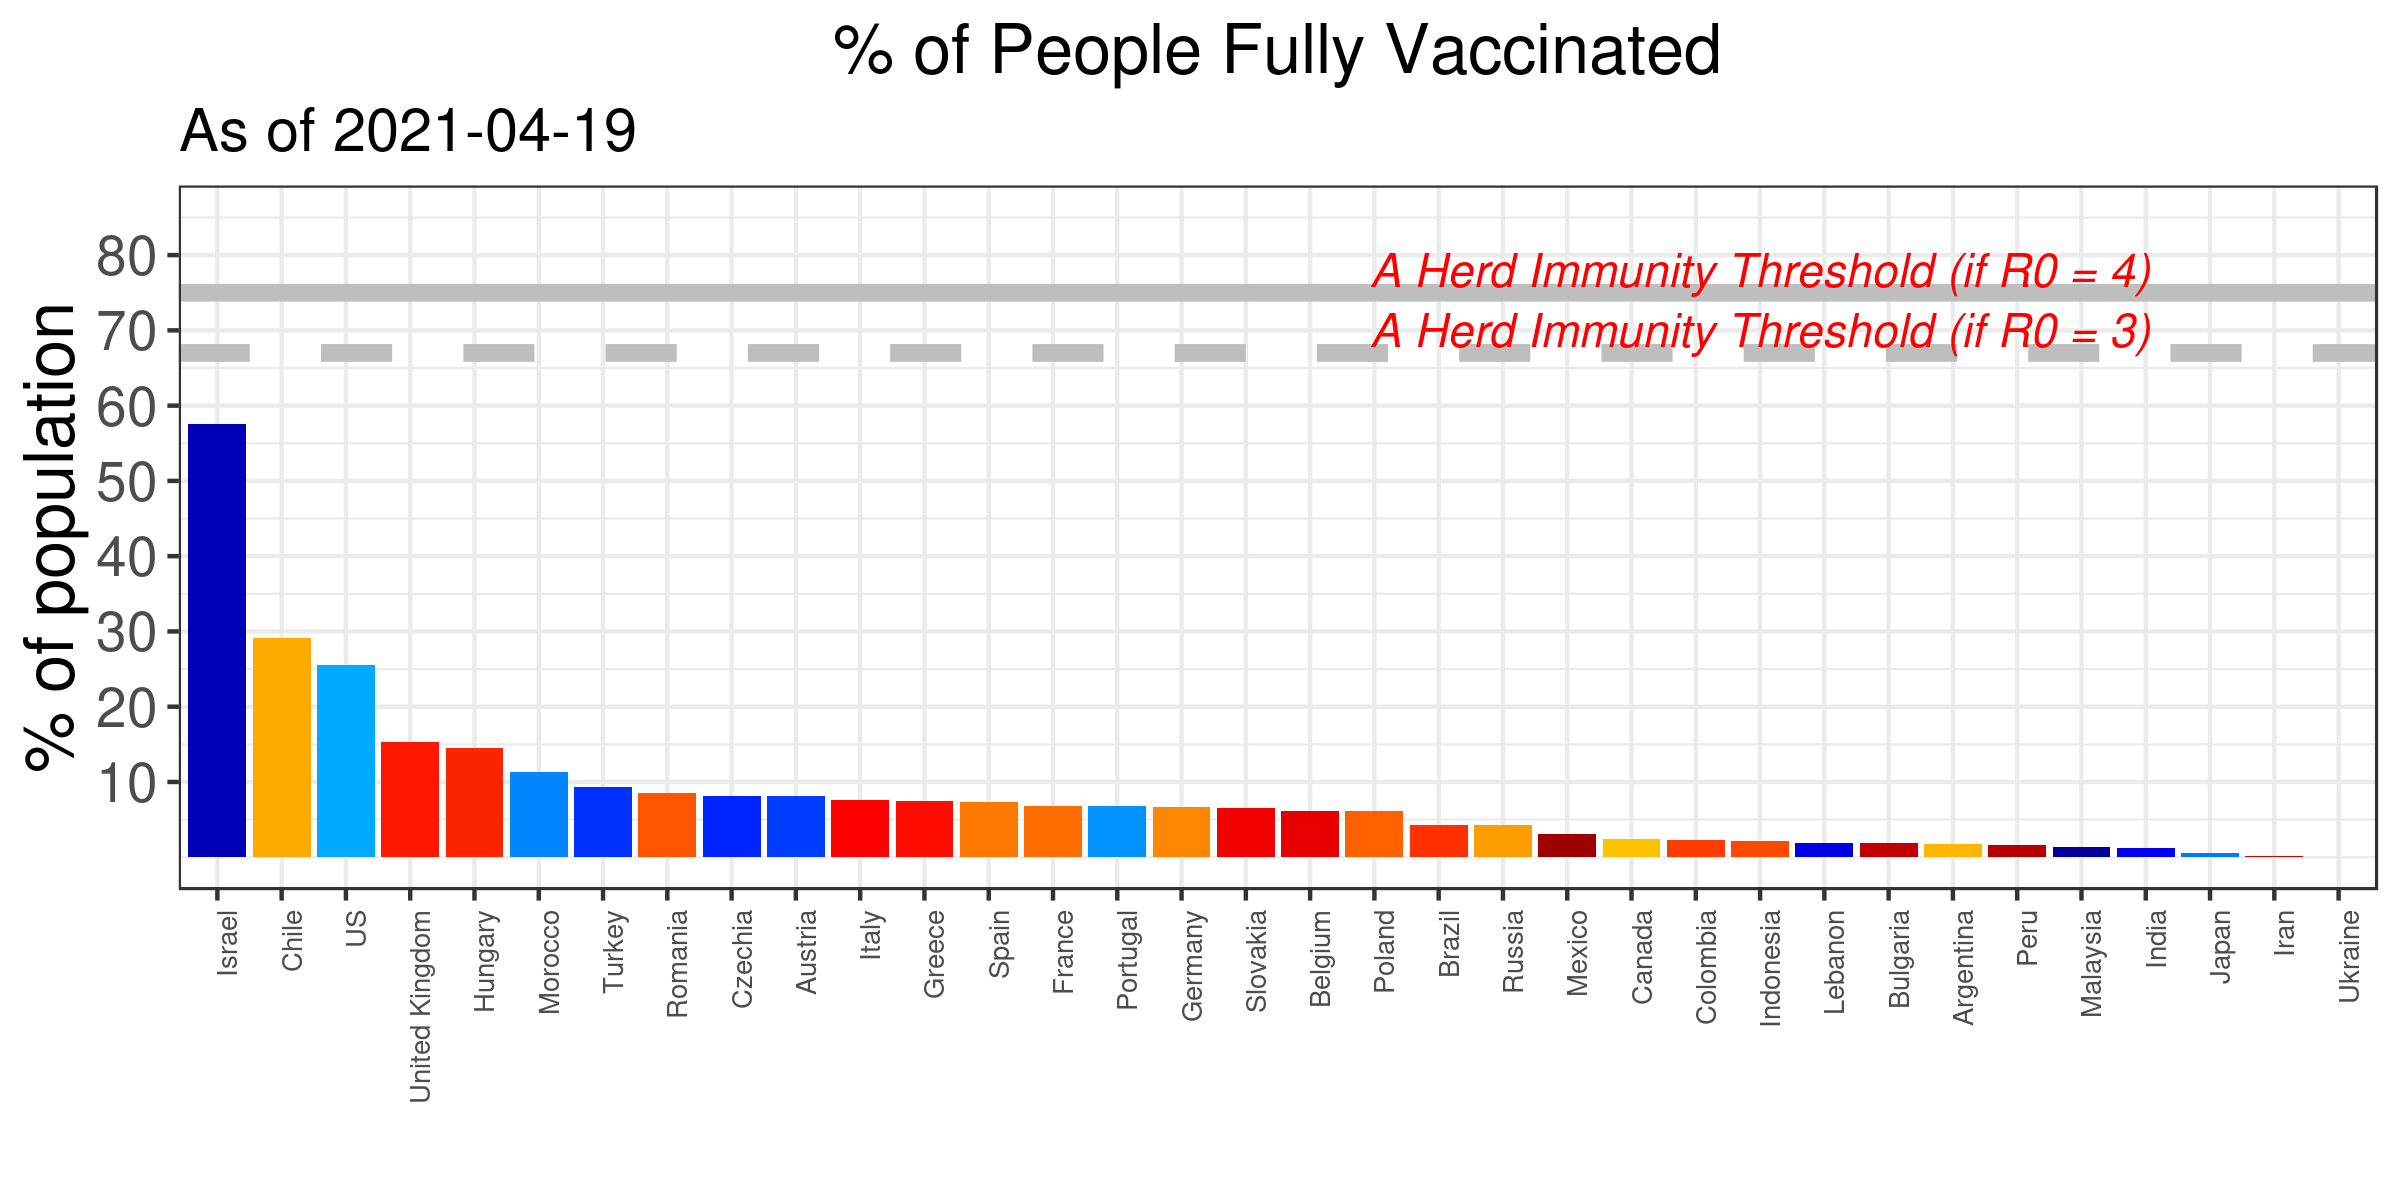 % of People Fully Vaccinated
As of 2021-04-19
% of population
80
70
60
50
40
30
20
10
A Herd Immunity Threshold (if R0 = 4)
A Herd Immunity Threshold (if R0 = 3)
Israel
Chile
US
United Kingdom
Hungary
Morocco
Turkey
Romania
Czechia
Austria
Italy
Greece
Spain
France
Portugal
Germany
Slovakia
Belgium
Poland
Brazil
Russia
Mexico
Canada
Colombia
Indonesia
Lebanon
Bulgaria
Argentina
Peru
Malaysia
India
Japan
Iran
Ukraine